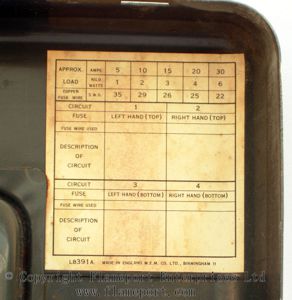 APPROX. AMPS 5 10 15 20 30
LOAD KILO WATTS 1 2 3 4 6
COPPER FUSE WIRE S.W.G. 35 29 26 25 22
CIRCUIT 1 2
FUSE LEFT HAND (TOP) RIGHT HAND (TOP)
FUSE WIRE USED
DESCRIPTION
OF
CIRCUIT
CIRCUIT 3 4
FUSE LEFT HAND (BOTTOM) RIGHT HAND (BOTTOM)
FUSE WIRE USED
DESCRIPTION
OF
CIRCUIT
LB391A MADE IN ENGLAND W.E.M. CO. LTD., BIRMINGHAM 11
Copyright Flameport Enterprises Ltd
www.flameport.com